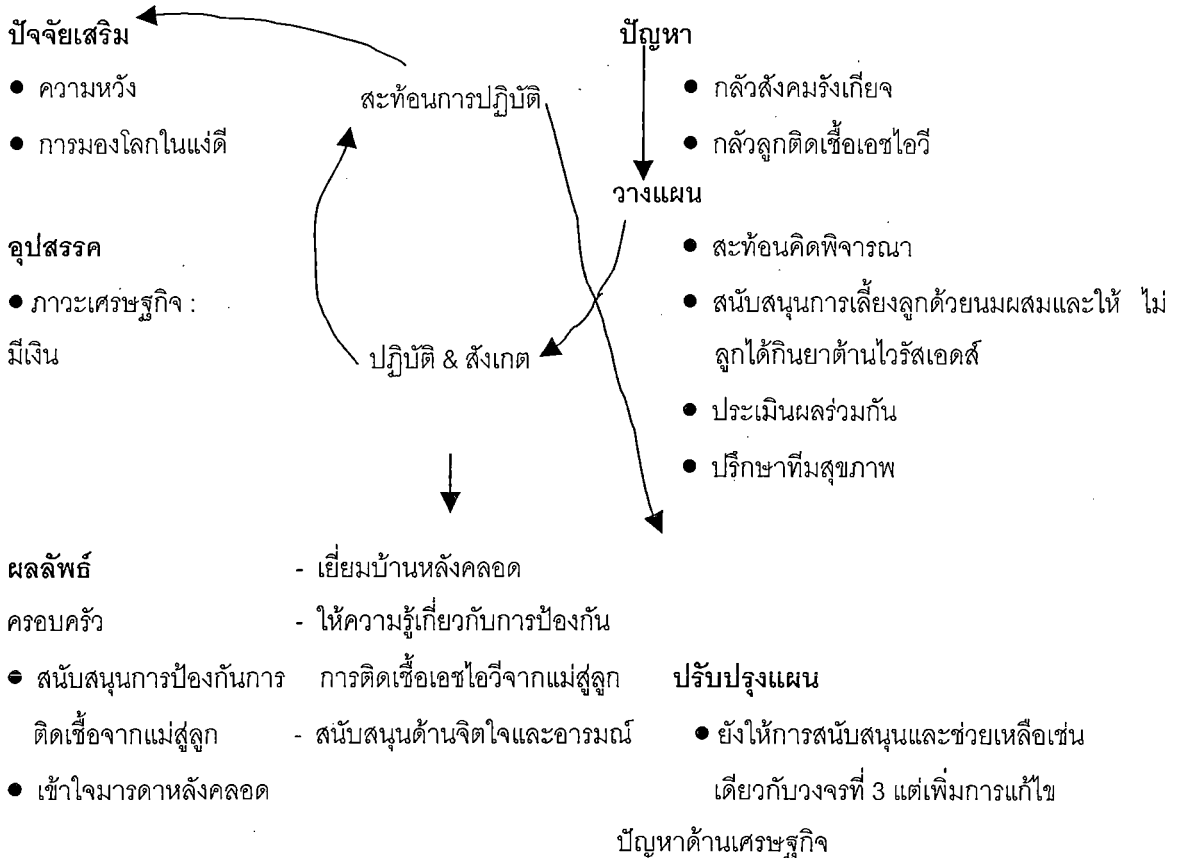 ปัจจัยเสริม
● ความหวัง
● การมองโลกในแง่ดี
อุปสรรค
● ภาวะเศรษฐกิจ :
มีเงิน
สะท้อนการปฏิบัติ
ปฏิบัติ & สังเกต
ปัญหา
● กลัวสังคมรังเกียจ
● กลัวลูกติดเชื้อเอชไอวี
วางแผน
● สะท้อนคิดพิจารณา
● สนับสนุนการเลี้ยงลูกด้วยนมผสมและให้ ไม่
ลูกได้กินยาต้านไวรัสเอดส์
● ประเมินผลร่วมกัน
● ปรึกษาทีมสุขภาพ
ผลลัพธ์
ครอบครัว
● สนับสนุนการป้องกันการ
ติดเชื้อจากแม่สู่ลูก
● เข้าใจมารดาหลังคลอด
- เยี่ยมบ้านหลังคลอด
- ให้ความรู้เกี่ยวกับการป้องกัน
การติดเชื้อเอชไอวีจากแม่สู่ลูก
- สนับสนุนด้านจิตใจและอารมณ์
ปรับปรุงแผน
● ยังให้การสนับสนุนและช่วยเหลือเช่น
เดียวกับวงจรที่ 3 แต่เพิ่มการแก้ไข
ปัญหาด้านเศรษฐกิจ